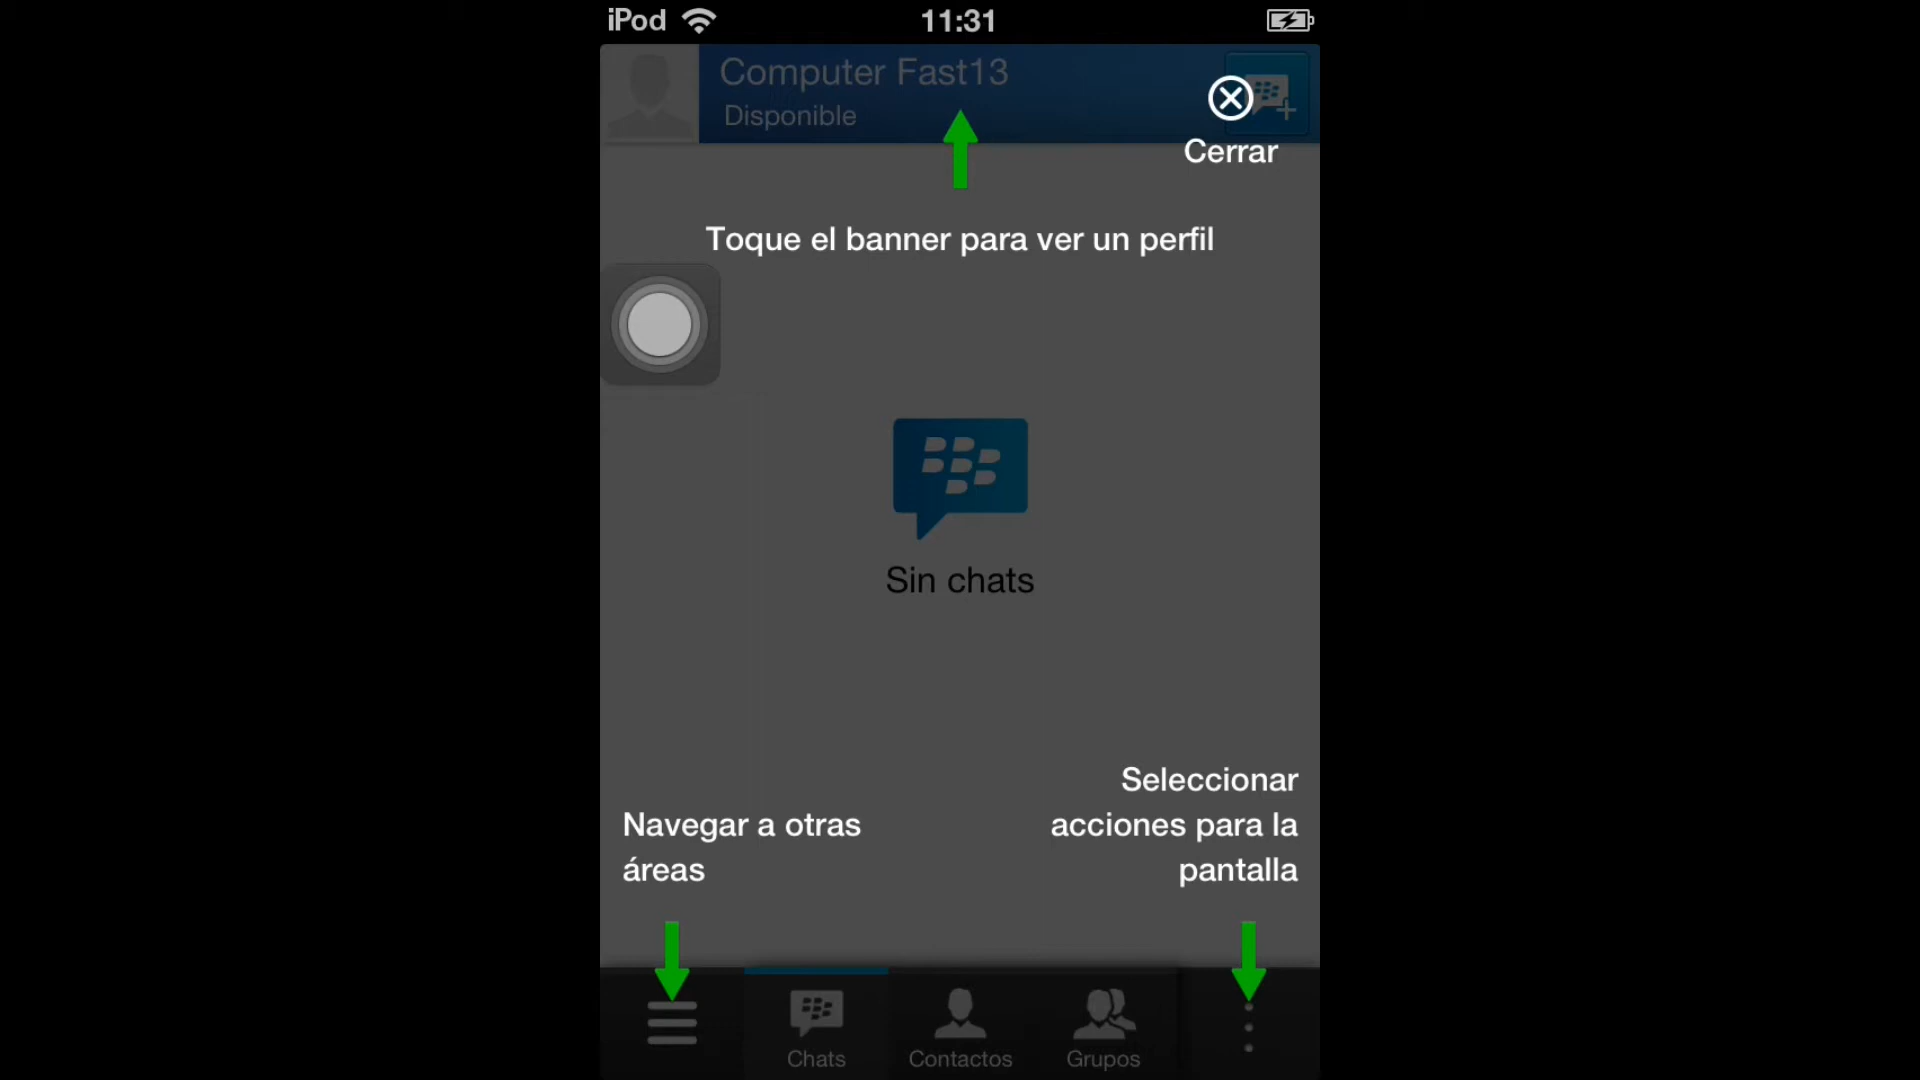 iPod 11:31
Computer Fast13
Disponible
Cerrar
Toque el banner para ver un perfil
Sin chats
Navegar a otras
áreas
Seleccionar
acciones para la
pantalla
Chats Contactos Grupos